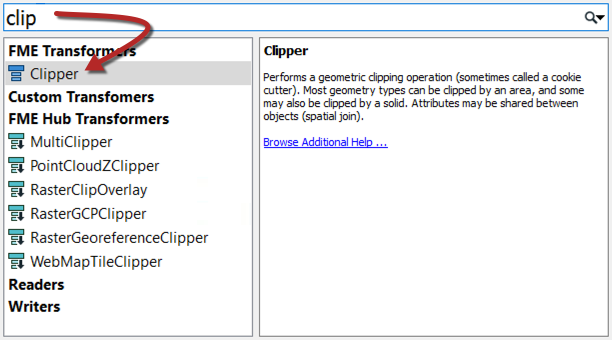 clip
FME Transformers
Clipper
Custom Transfomers
FME Hub Transformers
MultiClipper
PointCloudZClipper
RasterClipOverlay
RasterGCPClipper
RasterGeoreferenceClipper
WebMapTileClipper
Readers
Writers
Clipper
Performs a geometric clipping operation (sometimes called a cookie
cutter). Most geometry types can be clipped by an area, and some
may also be clipped by a solid. Attributes may be shared between
objects (spatial join).
Browse Additional Help ...